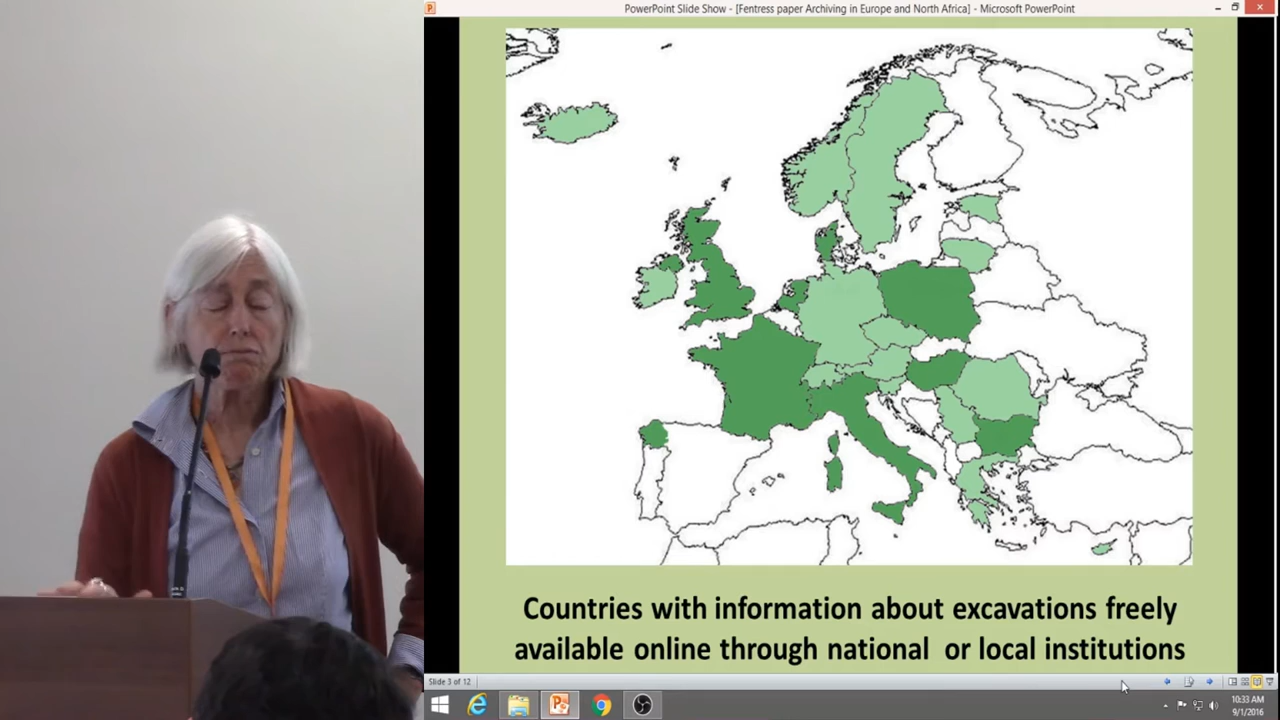 PowerPoint Slide Show - [Fentress paper Archiving in Europe and North Africa] - Microsoft PowerPoint
Countries with information about excavations freely
available online through national or local institutions
Slide 3 of 12
10:33 AM
9/1/2016